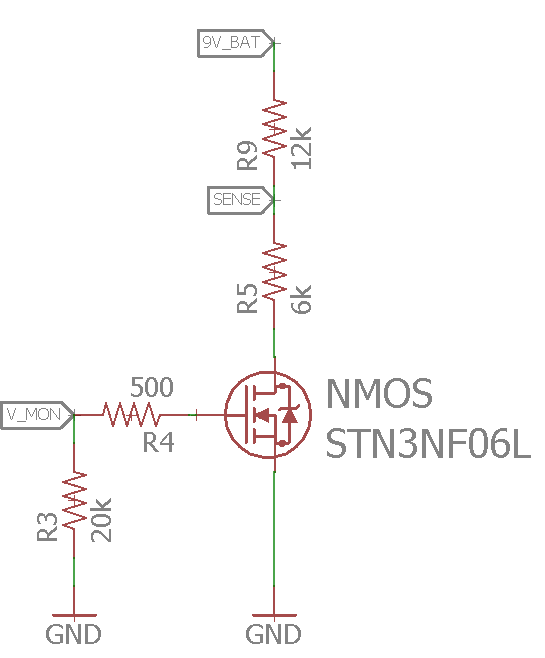 9V_BAT
R9
12k
SENSE
R5
6k
500
V_MON
R4
NMOS
STN3NF06L
R3
20k
GND
GND